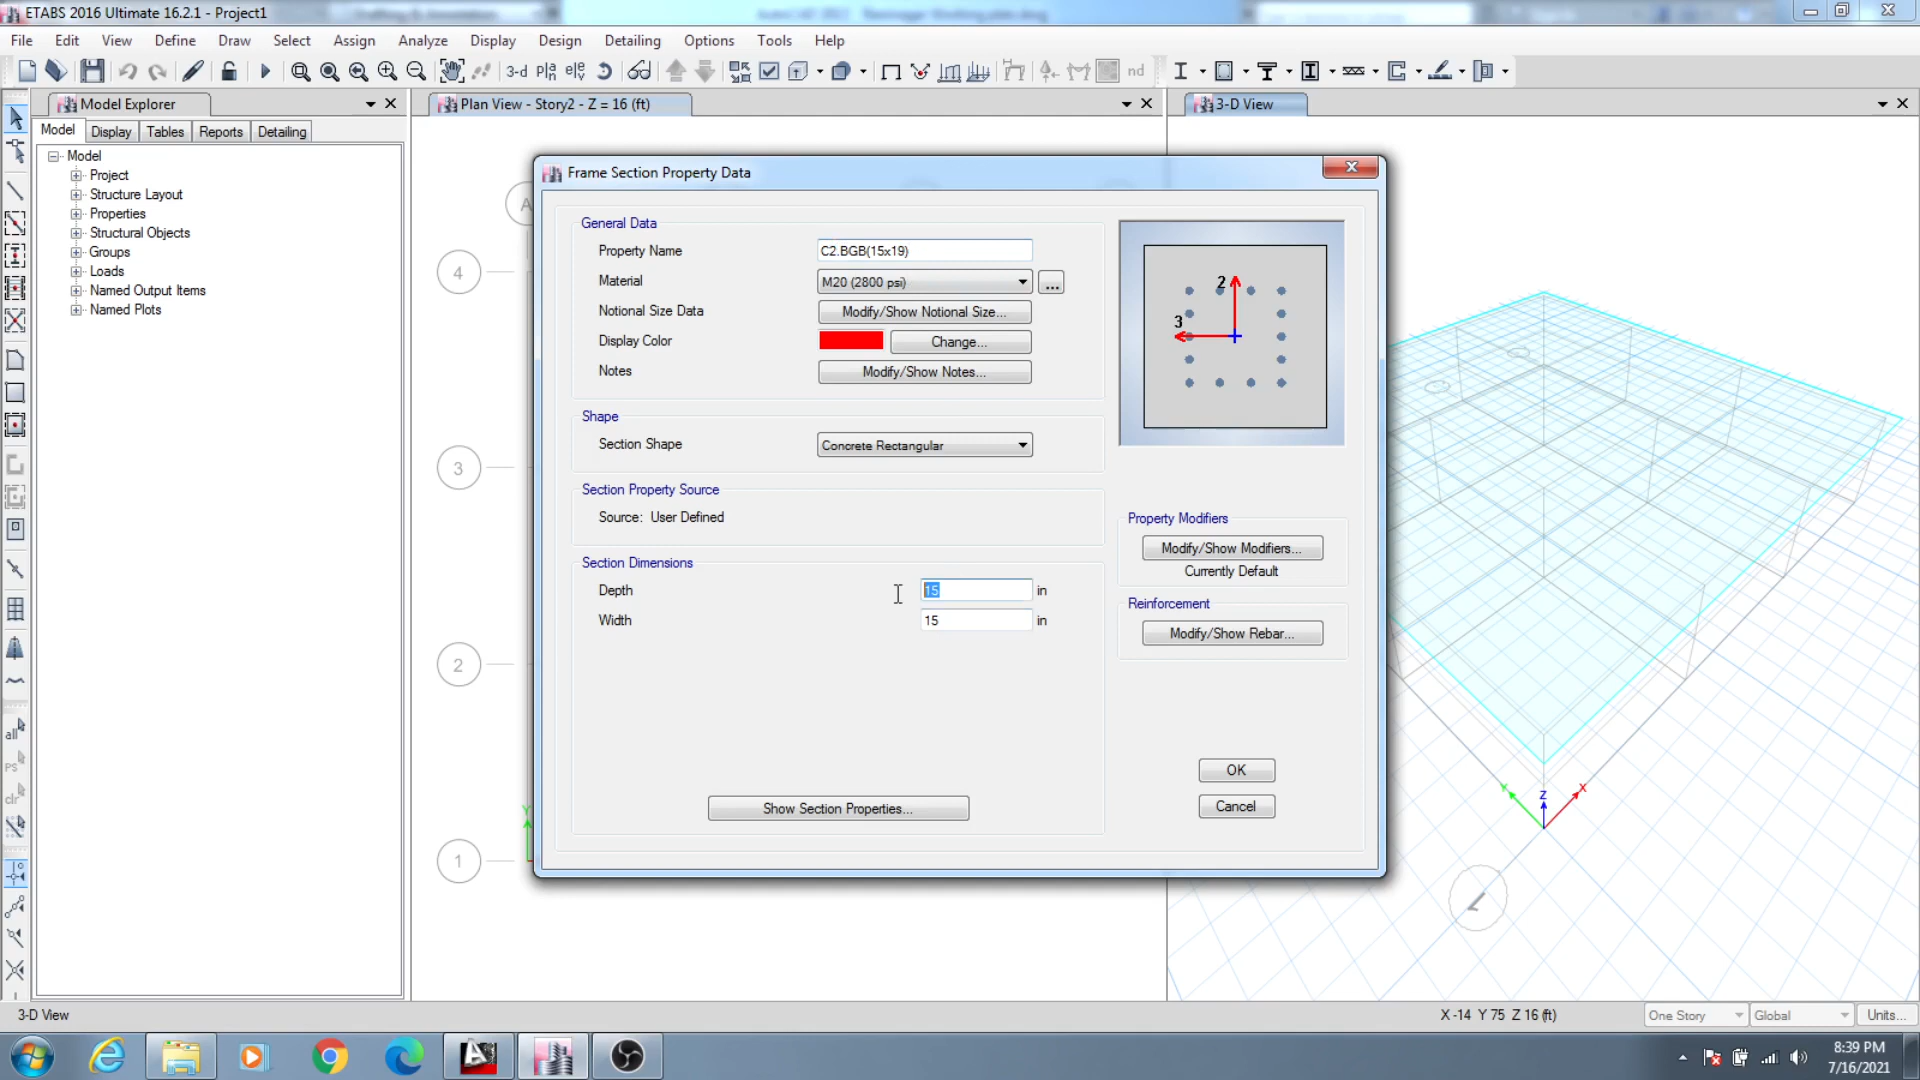 ETABS 2016 Ultimate 16.2.1 - Project1
File Edit View Define Draw Select Assign Analyze Display Design Detailing Options Tools Help
3-d
nd
Model Explorer
Plan View - Story2 - Z = 16 (ft)
3-D View
Model Display Tables Reports Detailing
Model
Project
Structure Layout
Properties
Structural Objects
Groups
Loads
Named Output Items
Named Plots
A
4
3
2
1
Y
Frame Section Property Data
General Data
Property Name C2.BGB(15x19)
Material M20 (2800 psi) ...
Notional Size Data Modify/Show Notional Size...
Display Color Change...
Notes Modify/Show Notes...
Shape
Section Shape Concrete Rectangular
Section Property Source
Source: User Defined
Section Dimensions
Depth 15 in
Width 15 in
Show Section Properties...
2
3
Property Modifiers
Modify/Show Modifiers...
Currently Default
Reinforcement
Modify/Show Rebar...
OK
Cancel
Y Z X
all
PS
clr
3-D View
X -14 Y 75 Z 16 (ft)
One Story
Global
Units...
8:39 PM
7/16/2021